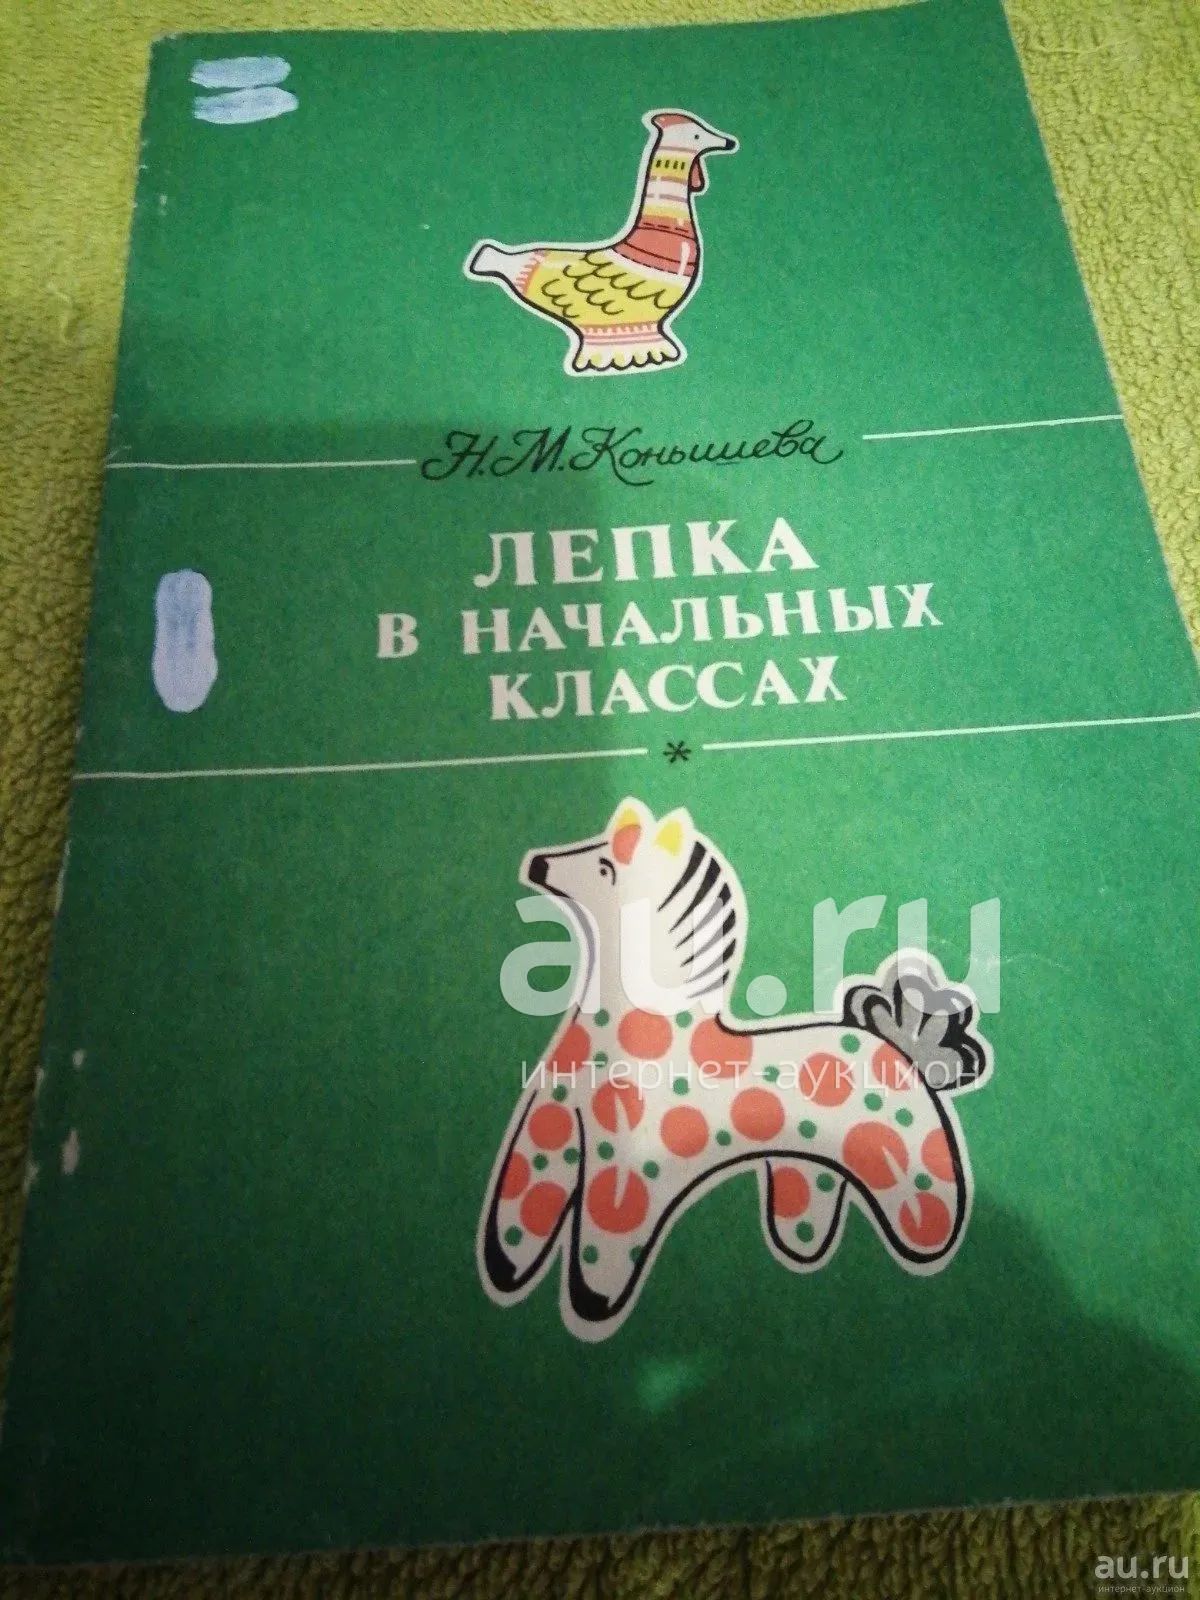 Н. М. Конышева
ЛЕПКА
В НАЧАЛЬНЫХ
КЛАССАХ
*
au.ru
интернет-аукцион
au.ru
интернет-аукцион